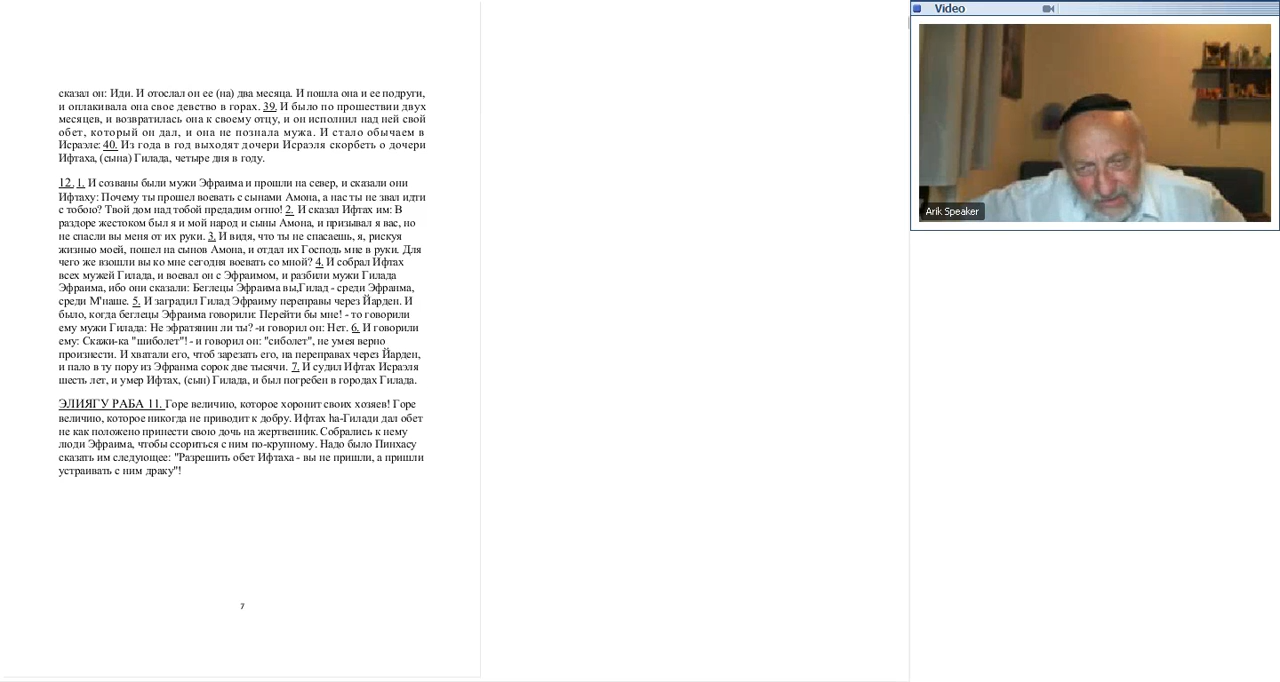 сказал он: Иди. И отослал он ее (на) два месяца. И пошла она и ее подруги,
и оплакивала она свое девство в горах. 39. И было по прошествии двух
месяцев, и возвратилась она к своему отцу, и он исполнил над ней свой
обет, который он дал, и она не познала мужа. И стало обычаем в
Исраэле: 40. Из года в год выходят дочери Исраэля скорбеть о дочери
Ифтаха, (сына) Гилада, четыре дня в году.
12. 1. И созваны были мужи Эфраима и прошли на север, и сказали они
Ифтаху: Почему ты прошел воевать с сынами Амона, а нас ты не звал идти
с тобою? Твой дом над тобой предадим огню! 2. И сказал Ифтах им: В
раздоре жестоком был я и мой народ и сыны Амона, и призывал я вас, но
не спасли вы меня от их руки. 3. И видя, что ты не спасаешь, я, рискуя
жизнью моей, пошел на сынов Амона, и отдал их Господь мне в руки. Для
чего же взошли вы ко мне сегодня воевать со мной? 4. И собрал Ифтах
всех мужей Гилада, и воевал он с Эфраимом, и разбили мужи Гилада
Эфраима, ибо они сказали: Беглецы Эфраима вы,Гилад - среди Эфраима,
среди М'наше. 5. И заградил Гилад Эфраиму переправы через Йарден. И
было, когда беглецы Эфраима говорили: Перейти бы мне! - то говорили
ему мужи Гилада: Не эфратянин ли ты? -и говорил он: Нет. 6. И говорили
ему: Скажи-ка "шиболет"! - и говорил он: "сиболет", не умея верно
произнести. И хватали его, чтоб зарезать его, на переправах через Йарден,
и пало в ту пору из Эфраима сорок две тысячи. 7. И судил Ифтах Исраэля
шесть лет, и умер Ифтах, (сын) Гилада, и был погребен в городах Гилада.
ЭЛИЯГУ РАБА 11. Горе величию, которое хоронит своих хозяев! Горе
величию, которое никогда не приводит к добру. Ифтах hа-Гилади дал обет
не как положено принести свою дочь на жертвенник. Собрались к нему
люди Эфраима, чтобы ссориться с ним по-крупному. Надо было Пинхасу
сказать им следующее: "Разрешить обет Ифтаха - вы не пришли, а пришли
устраивать с ним драку"!
7
Video
Arik Speaker